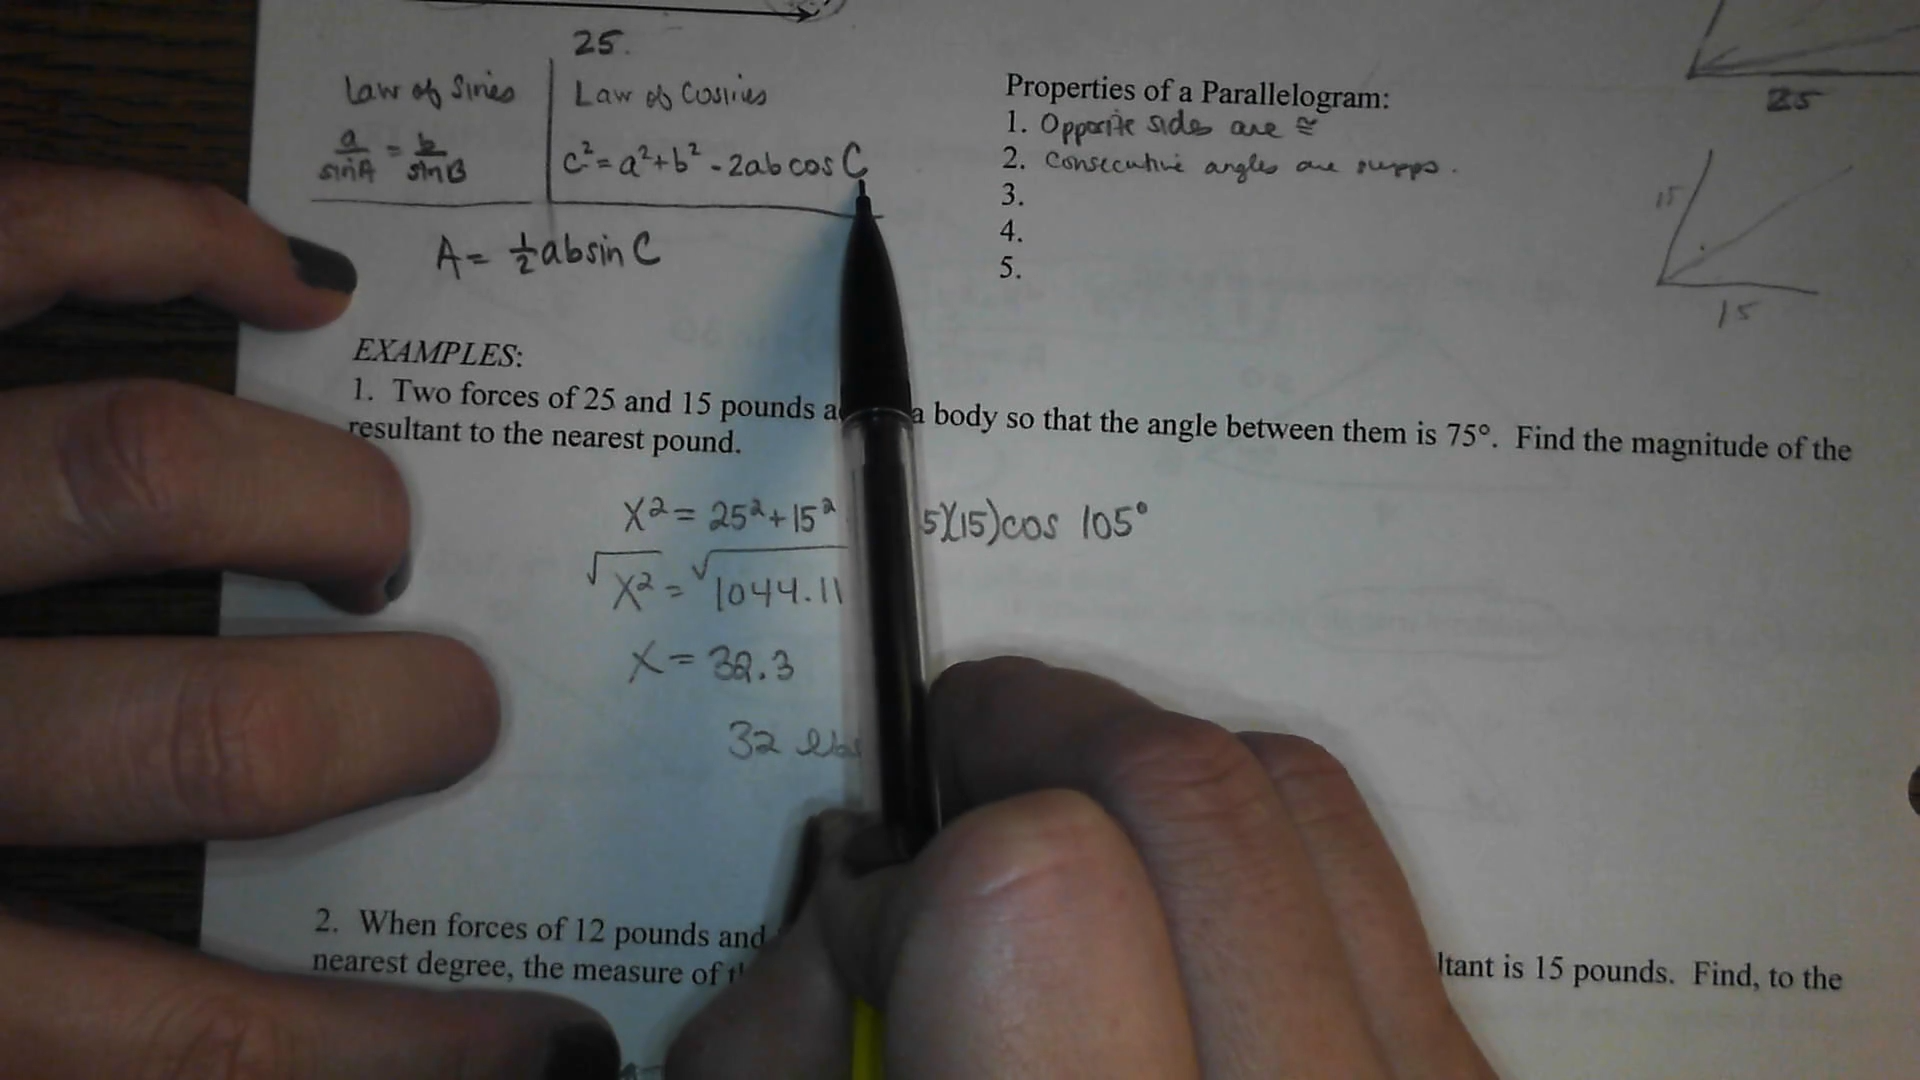 25.
Law of Sines
Law of Cosines
a/sinA = b/sinB
c² = a² + b² - 2ab cos C
A = ½ absin C
Properties of a Parallelogram:
1. Opposite sides are ≅
2. Consecutive angles are supps.
3.
4.
5.
25
15
15
EXAMPLES:
1. Two forces of 25 and 15 pounds a body so that the angle between them is 75°. Find the magnitude of the
resultant to the nearest pound.
X² = 25² + 15² 5)(15)cos 105°
√X² = √1044.11
X = 32.3
32 lbs
2. When forces of 12 pounds and ltant is 15 pounds. Find, to the
nearest degree, the measure of